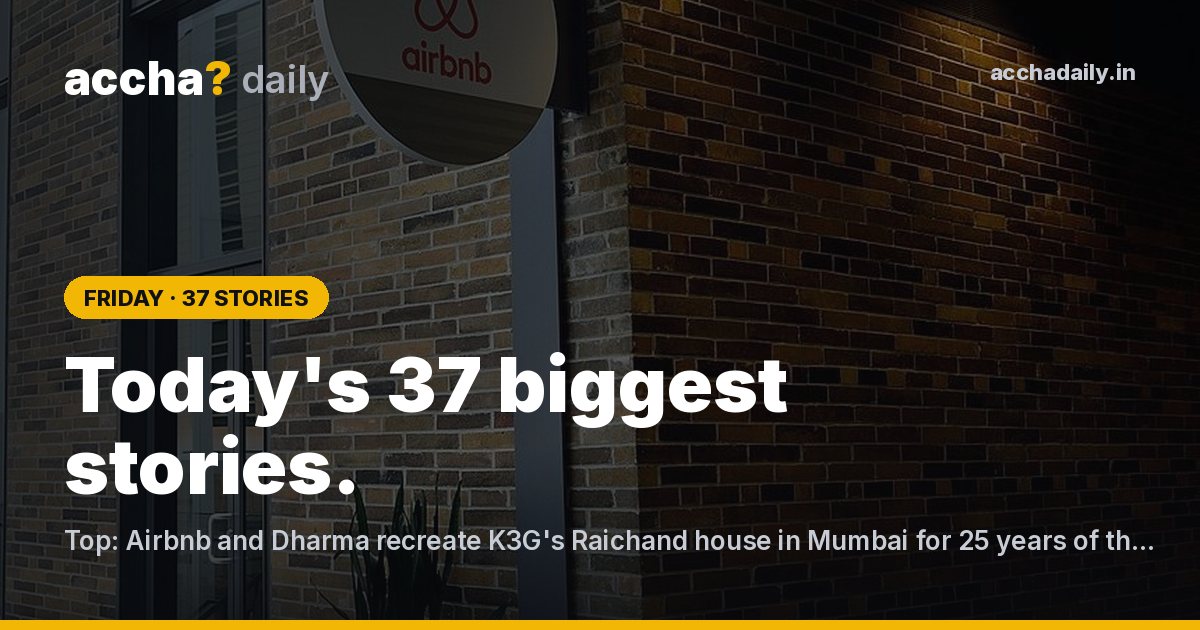 airbnb
accha? daily
acchadaily.in
FRIDAY · 37 STORIES
Today's 37 biggest
stories.
Top: Airbnb and Dharma recreate K3G's Raichand house in Mumbai for 25 years of th…